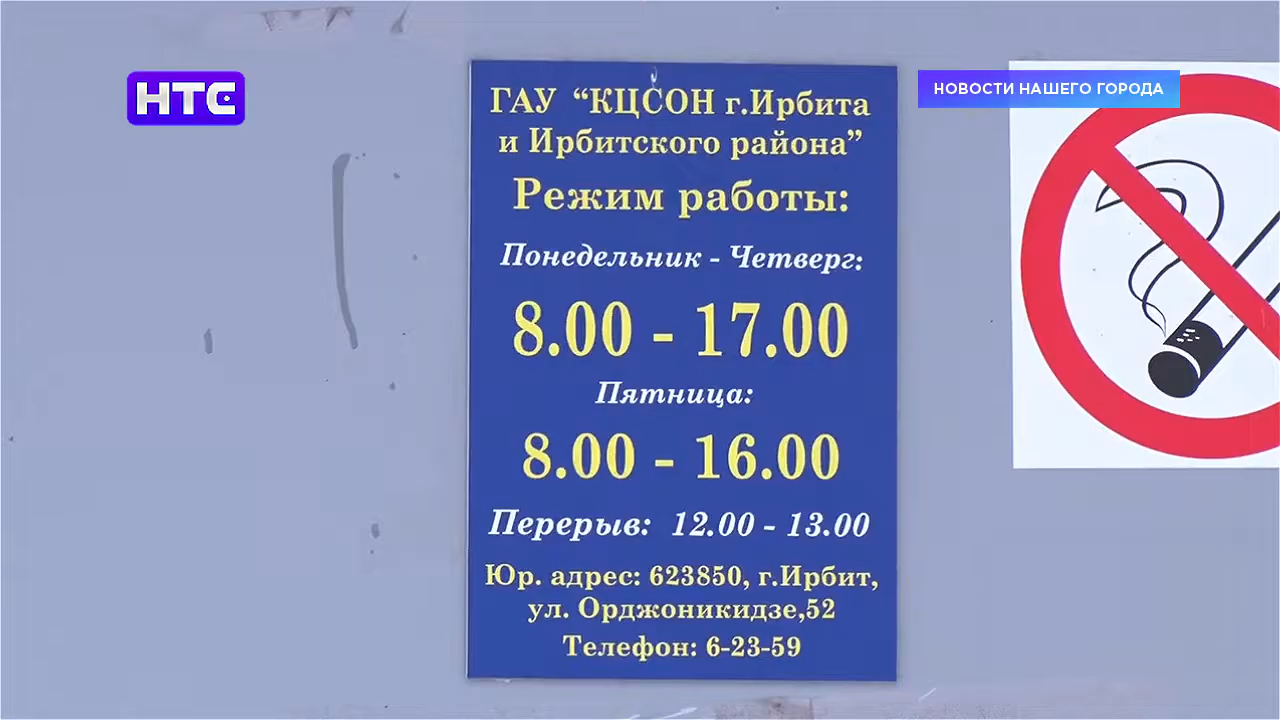 НТС
НОВОСТИ НАШЕГО ГОРОДА
ГАУ “КЦСОН г.Ирбита
и Ирбитского района”
Режим работы:
Понедельник - Четверг:
8.00 - 17.00
Пятница:
8.00 - 16.00
Перерыв: 12.00 - 13.00
Юр. адрес: 623850, г.Ирбит,
ул. Орджоникидзе,52
Телефон: 6-23-59